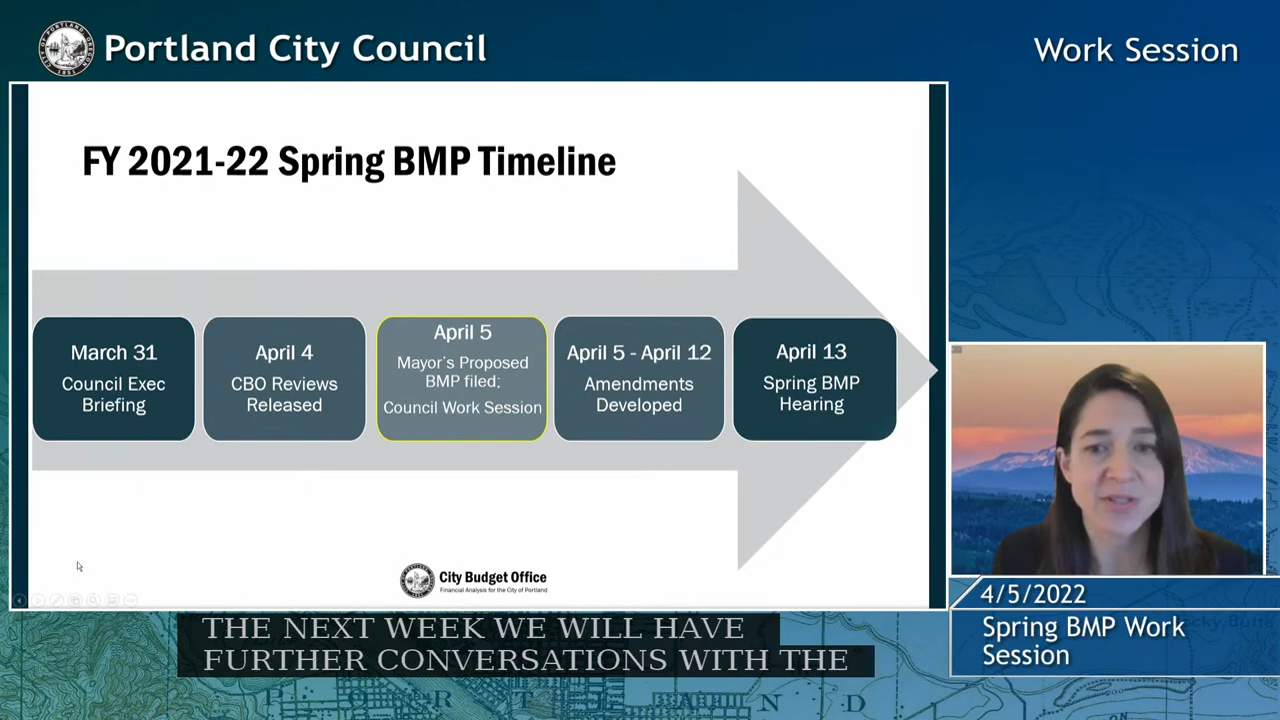 Portland City Council
Work Session
FY 2021-22 Spring BMP Timeline
March 31
Council Exec
Briefing
April 4
CBO Reviews
Released
April 5
Mayor's Proposed
BMP filed;
Council Work Session
April 5 - April 12
Amendments
Developed
April 13
Spring BMP
Hearing
City Budget Office
Financial Analysis for the City of Portland
4/5/2022
Spring BMP Work
Session
THE NEXT WEEK WE WILL HAVE
FURTHER CONVERSATIONS WITH THE